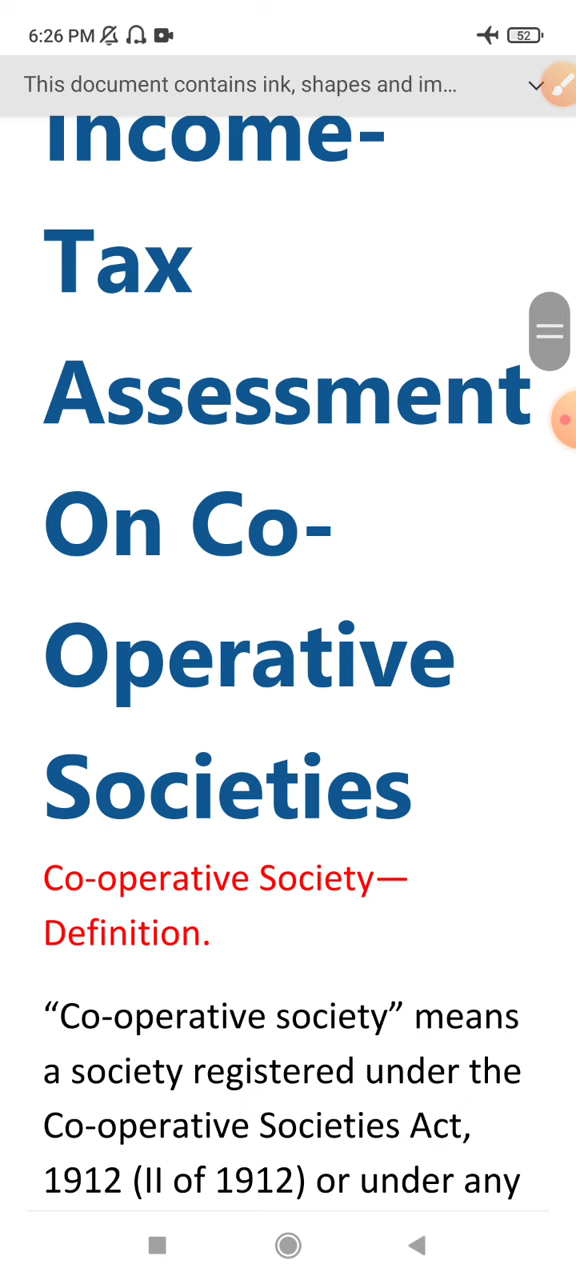 6:26 PM 52
This document contains ink, shapes and im...
Income-
Tax
Assessment
On Co-
Operative
Societies
Co-operative Society—
Definition.
“Co-operative society” means
a society registered under the
Co-operative Societies Act,
1912 (II of 1912) or under any